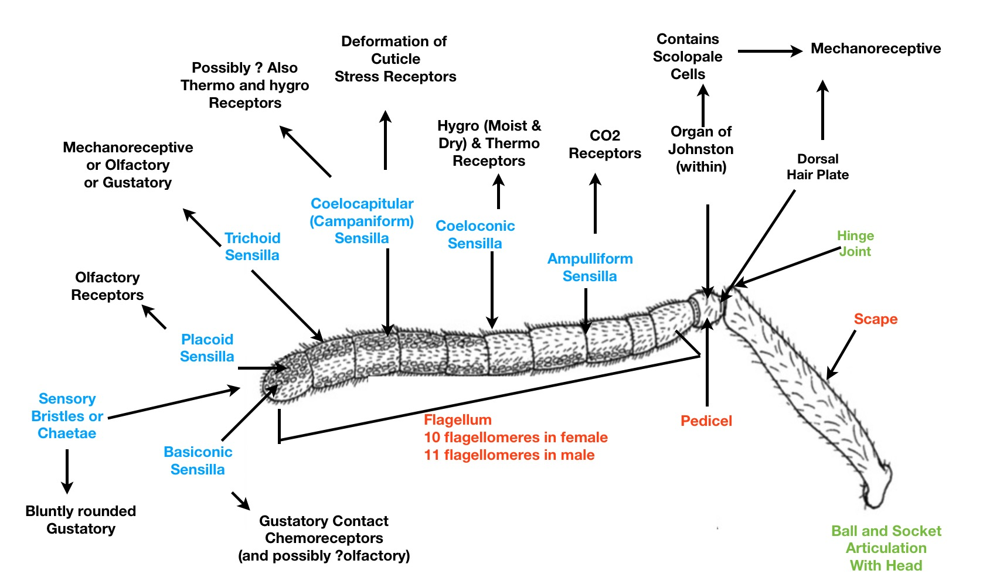 Contains
Scolopale
Cells
Mechanoreceptive
Deformation of
Cuticle
Stress Receptors
Possibly ? Also
Thermo and hygro
Receptors
Hygro (Moist &
Dry) & Thermo
Receptors
CO2
Receptors
Organ of
Johnston
(within)
Dorsal
Hair Plate
Mechanoreceptive
or Olfactory
or Gustatory
Coelocapitular
(Campaniform)
Sensilla
Coeloconic
Sensilla
Trichoid
Sensilla
Ampulliform
Sensilla
Hinge
Joint
Olfactory
Receptors
Scape
Placoid
Sensilla
Sensory
Bristles or
Chaetae
Flagellum
10 flagellomeres in female
11 flagellomeres in male
Pedicel
Basiconic
Sensilla
Bluntly rounded
Gustatory
Gustatory Contact
Chemoreceptors
(and possibly ?olfactory)
Ball and Socket
Articulation
With Head